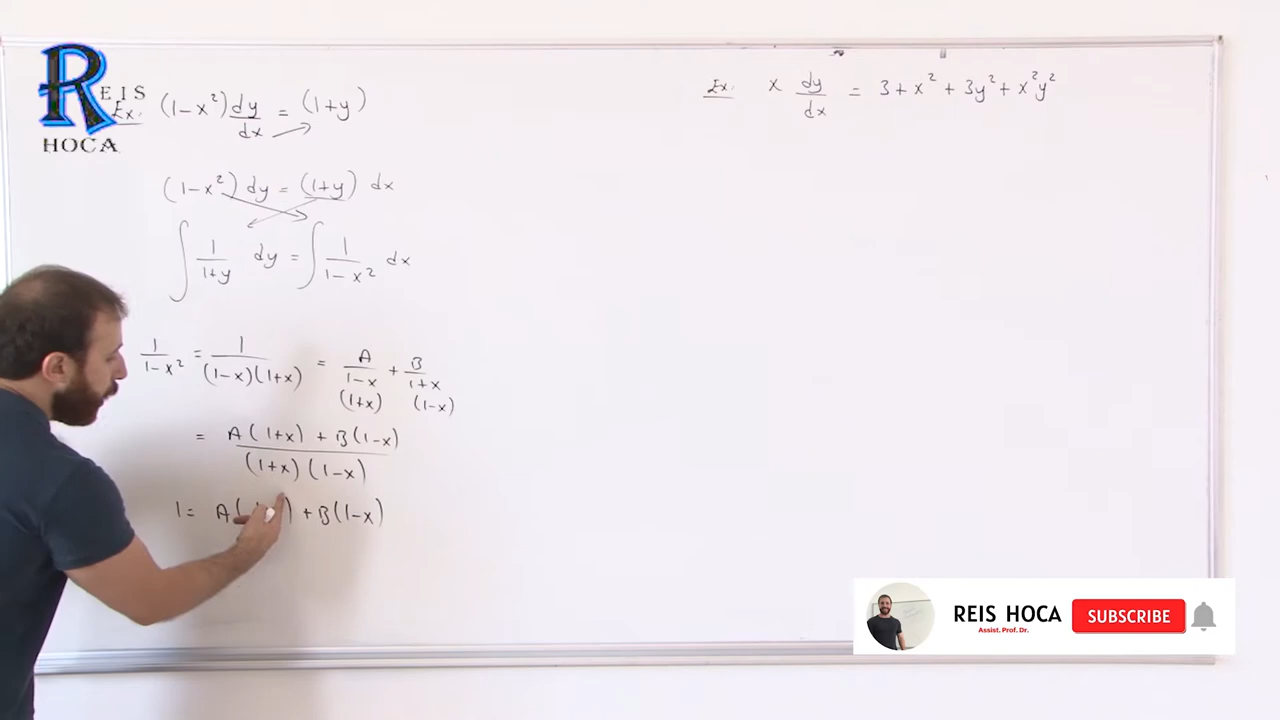 REIS
HOCA
Ex: (1-x²) dy/dx = (1+y)
(1-x²) dy = (1+y) dx
∫ 1/(1+y) dy = ∫ 1/(1-x²) dx
1/(1-x²) = 1/((1-x)(1+x)) = A/(1-x) + B/(1+x)
(1+x) (1-x)
= (A(1+x) + B(1-x))/((1+x)(1-x))
1 = A( ) + B(1-x)
Ex: x dy/dx = 3 + x² + 3y² + x²y²
REIS HOCA
Assist. Prof. Dr.
SUBSCRIBE